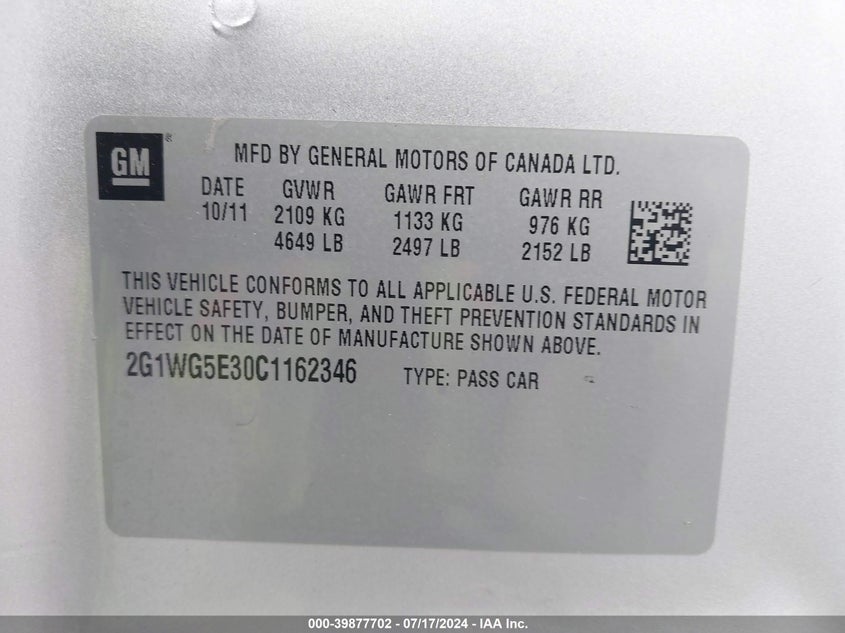 GM ®
MFD BY GENERAL MOTORS OF CANADA LTD.
DATE GVWR GAWR FRT GAWR RR
10/11 2109 KG 1133 KG 976 KG
4649 LB 2497 LB 2152 LB
THIS VEHICLE CONFORMS TO ALL APPLICABLE U.S. FEDERAL MOTOR
VEHICLE SAFETY, BUMPER, AND THEFT PREVENTION STANDARDS IN
EFFECT ON THE DATE OF MANUFACTURE SHOWN ABOVE.
2G1WG5E30C1162346 TYPE: PASS CAR
000-39877702 - 07/17/2024 - IAA Inc.